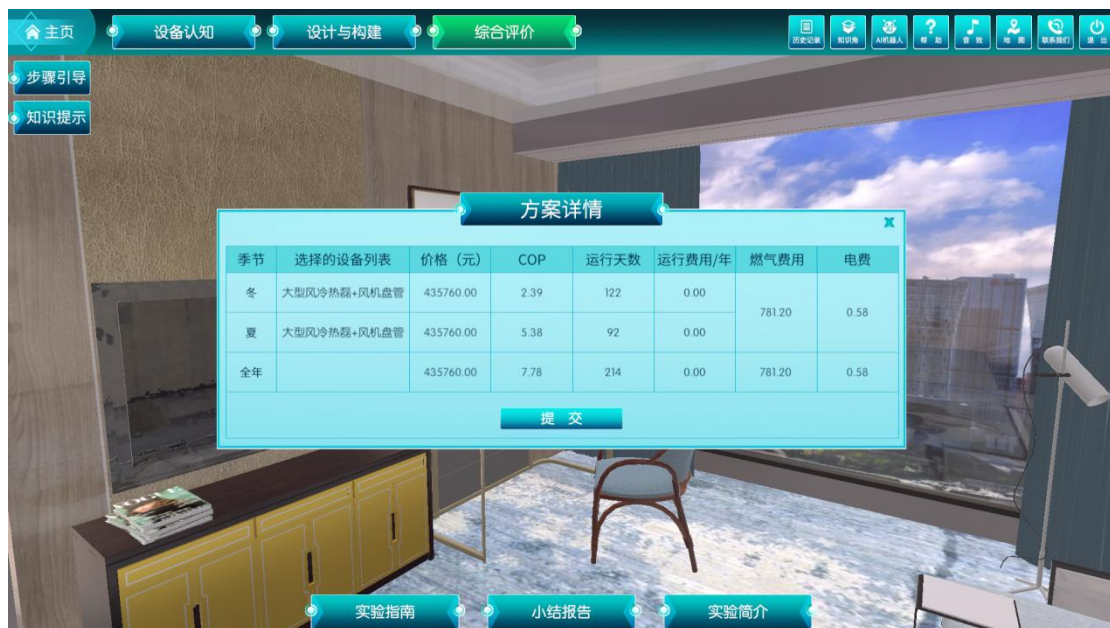 主页 设备认知 设计与构建 综合评价 历史记录 知识角 AI机器人 帮助 音效 地图 联系我们 退出
步骤引导
知识提示
方案详情
X
季节 选择的设备列表 价格（元） COP 运行天数 运行费用/年 燃气费用 电费
冬 大型风冷热磊+风机盘管 435760.00 2.39 122 0.00
781.20 0.58
夏 大型风冷热磊+风机盘管 435760.00 5.38 92 0.00
全年 435760.00 7.78 214 0.00 781.20 0.58
提交
实验指南 小结报告 实验简介